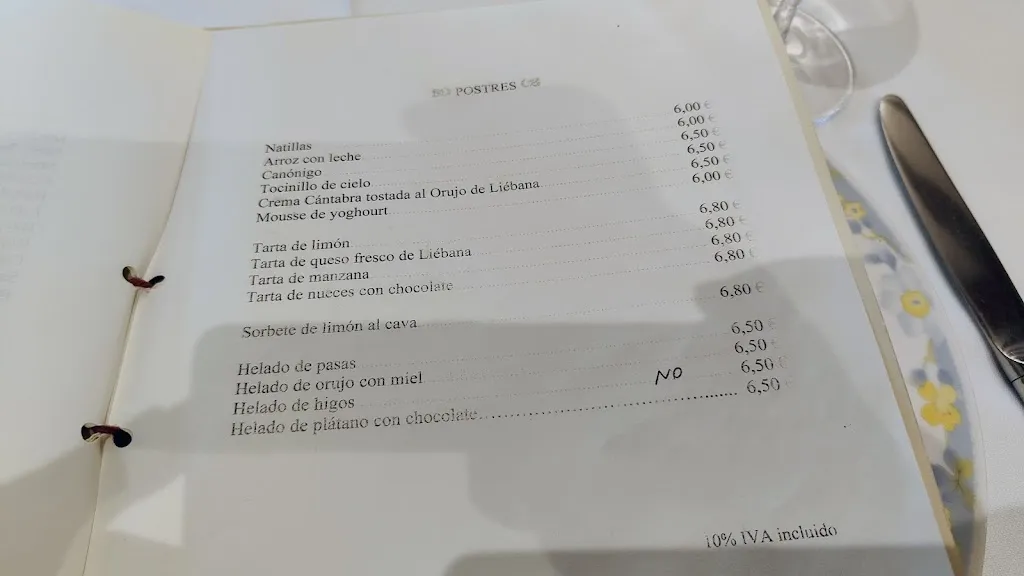 POSTRES
Natillas 6,00 €
Arroz con leche 6,00 €
Canónigo 6,50 €
Tocinillo de cielo 6,50 €
Crema Cántabra tostada al Orujo de Liébana 6,50 €
Mousse de yoghourt 6,00 €
Tarta de limón 6,80 €
Tarta de queso fresco de Liébana 6,80 €
Tarta de manzana 6,80 €
Tarta de nueces con chocolate 6,80 €
Sorbete de limón al cava 6,80 €
Helado de pasas 6,50 €
Helado de orujo con miel 6,50 €
Helado de higos NO 6,50 €
Helado de plátano con chocolate 6,50 €
10% IVA incluido